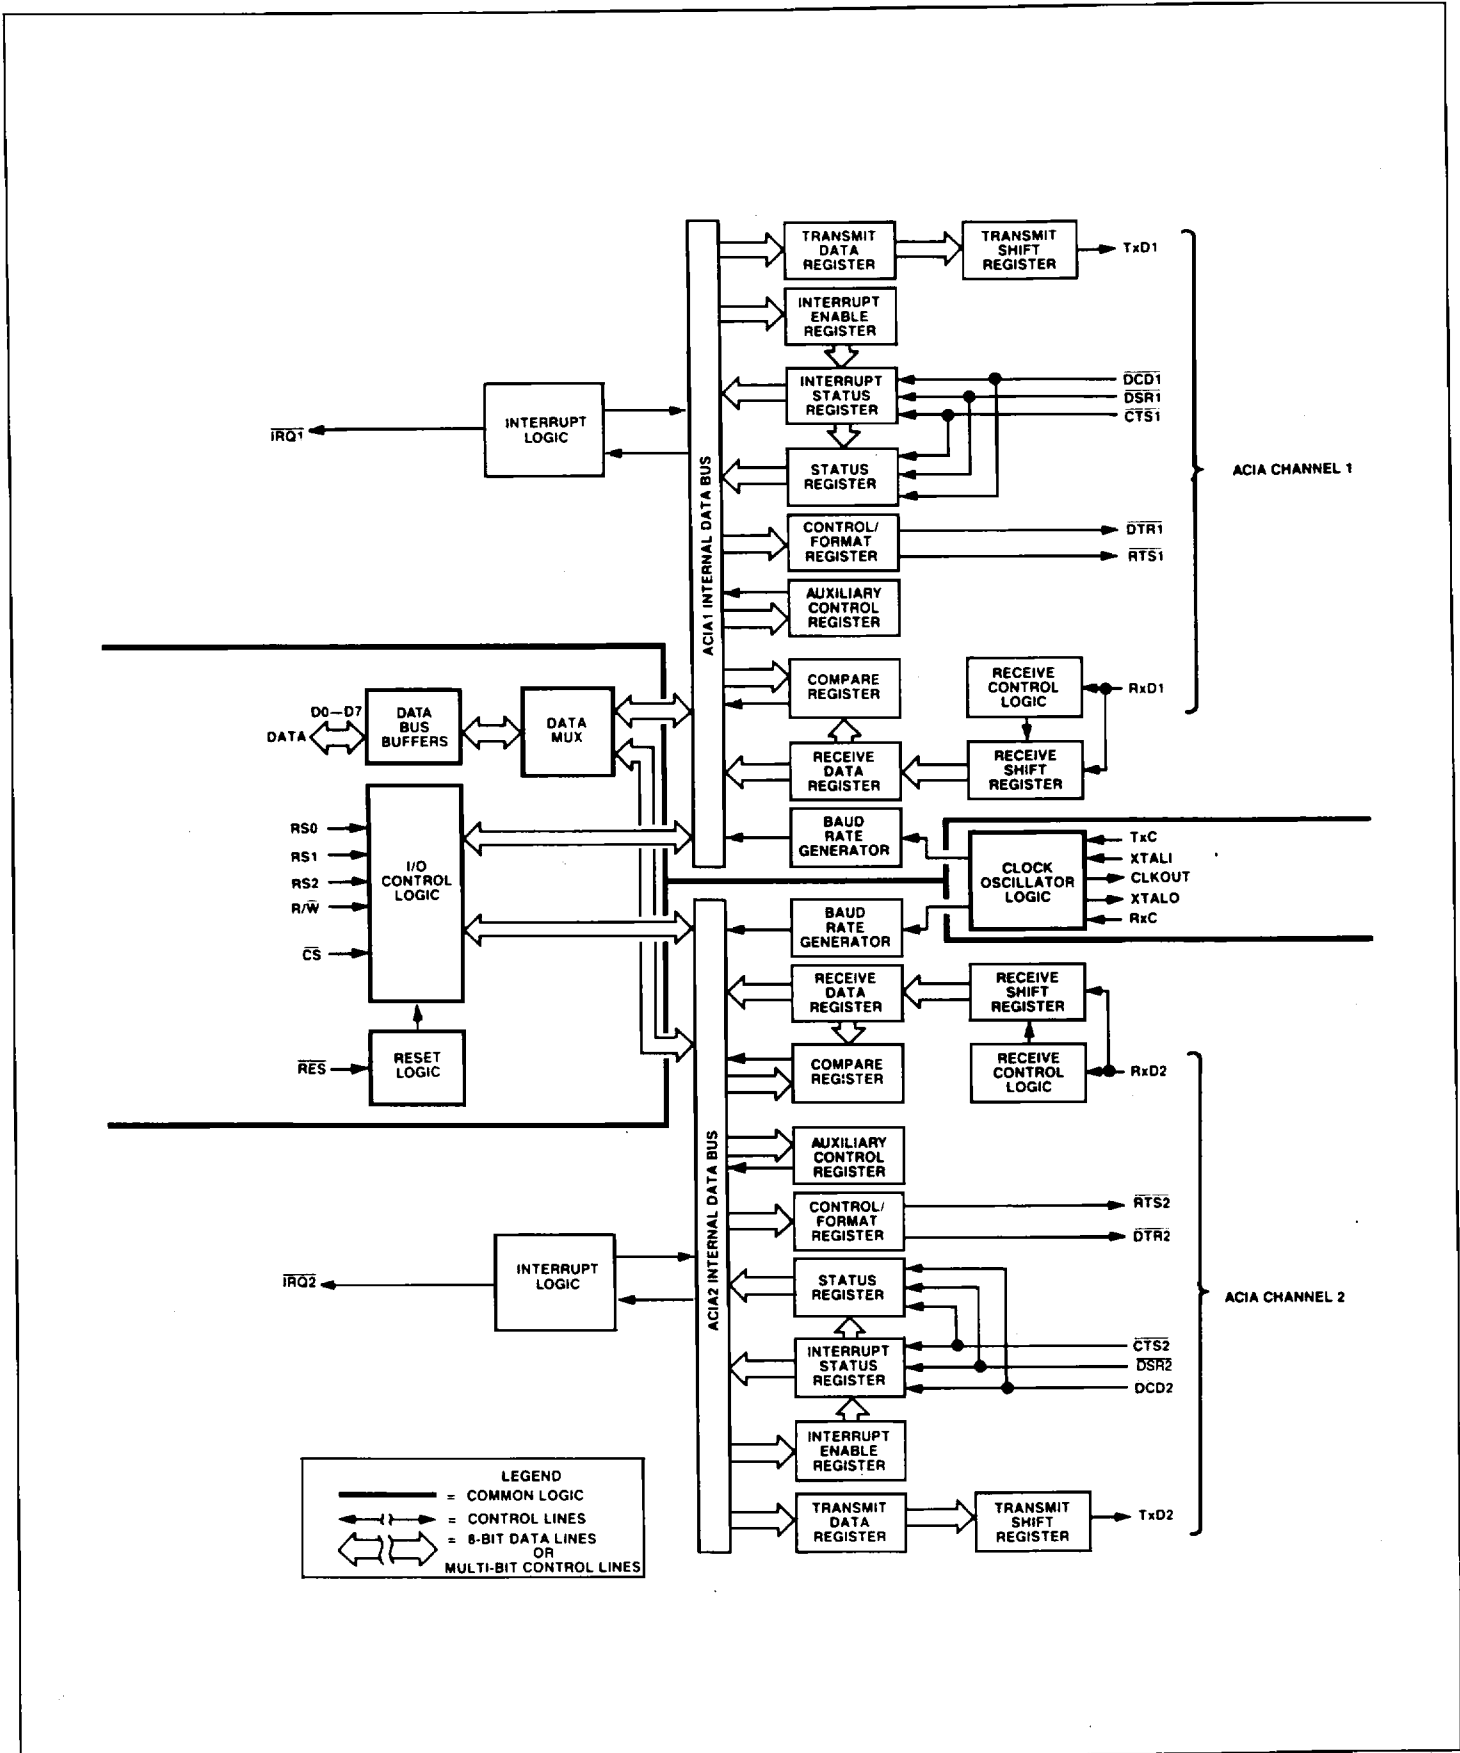 TRANSMIT
DATA
REGISTER
TRANSMIT
SHIFT
REGISTER
TxD1
INTERRUPT
ENABLE
REGISTER
INTERRUPT
STATUS
REGISTER
DCD1
DSR1
CTS1
INTERRUPT
LOGIC
IRQ1
STATUS
REGISTER
ACIA CHANNEL 1
CONTROL/
FORMAT
REGISTER
DTR1
RTS1
ACIA1 INTERNAL DATA BUS
AUXILIARY
CONTROL
REGISTER
COMPARE
REGISTER
RECEIVE
CONTROL
LOGIC
RxD1
D0–D7
DATA
DATA
BUS
BUFFERS
DATA
MUX
RECEIVE
DATA
REGISTER
RECEIVE
SHIFT
REGISTER
RS0
RS1
RS2
R/W
CS
I/O
CONTROL
LOGIC
BAUD
RATE
GENERATOR
CLOCK
OSCILLATOR
LOGIC
TxC
XTALI
CLKOUT
XTALO
RxC
BAUD
RATE
GENERATOR
RECEIVE
DATA
REGISTER
RECEIVE
SHIFT
REGISTER
RES
RESET
LOGIC
COMPARE
REGISTER
RECEIVE
CONTROL
LOGIC
RxD2
ACIA2 INTERNAL DATA BUS
AUXILIARY
CONTROL
REGISTER
CONTROL/
FORMAT
REGISTER
RTS2
DTR2
INTERRUPT
LOGIC
IRQ2
STATUS
REGISTER
ACIA CHANNEL 2
INTERRUPT
STATUS
REGISTER
CTS2
DSR2
DCD2
INTERRUPT
ENABLE
REGISTER
TRANSMIT
DATA
REGISTER
TRANSMIT
SHIFT
REGISTER
TxD2
LEGEND
= COMMON LOGIC
= CONTROL LINES
= 8-BIT DATA LINES
OR
MULTI-BIT CONTROL LINES